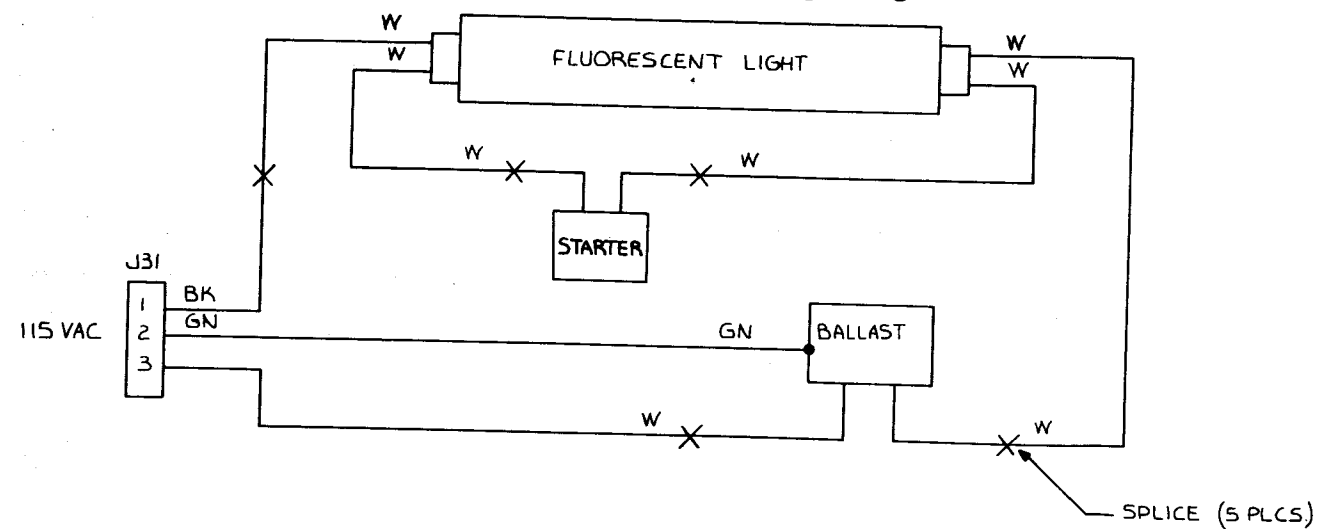 W
W
FLUORESCENT LIGHT
W
W
W
W
STARTER
J31
115 VAC
1
BK
2
GN
3
GN
BALLAST
W
W
SPLICE (5 PLCS.)